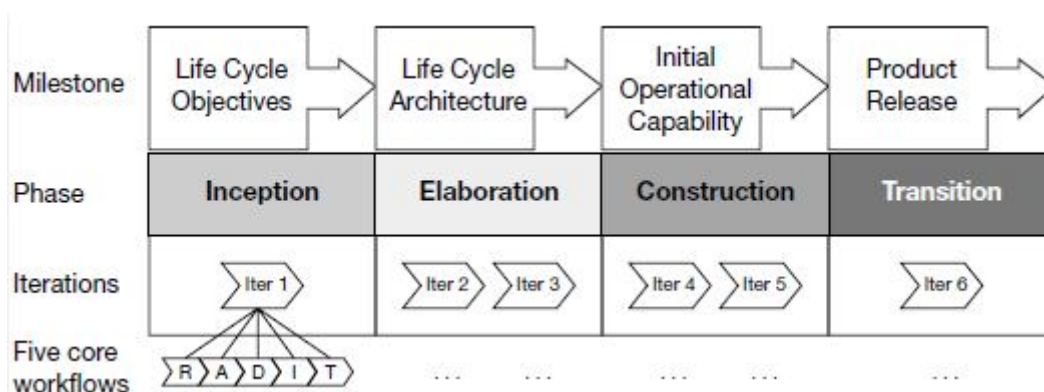 Milestone
Life Cycle
Objectives
Life Cycle
Architecture
Initial
Operational
Capability
Product
Release
Phase
Inception
Elaboration
Construction
Transition
Iterations
Iter 1
Iter 2
Iter 3
Iter 4
Iter 5
Iter 6
Five core
workflows
R A D I T
... ... ... ... ...